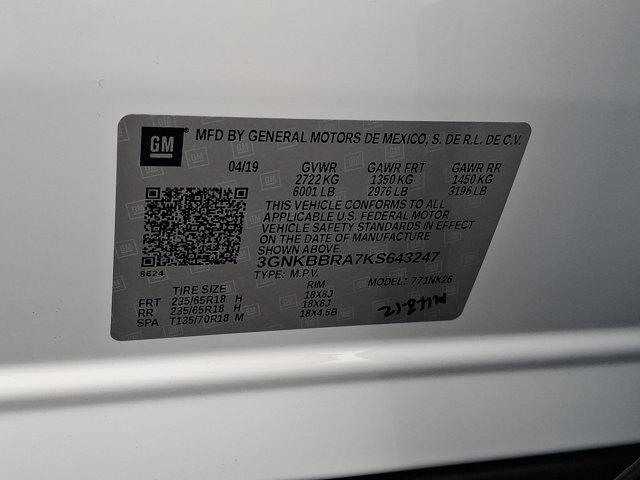 GM MFD BY GENERAL MOTORS DE MEXICO, S. DE R.L. DE C.V.
04/19 GVWR GAWR FRT GAWR RR
2722 KG 1350 KG 1450 KG
6001 LB 2976 LB 3196 LB
THIS VEHICLE CONFORMS TO ALL
APPLICABLE U.S. FEDERAL MOTOR
VEHICLE SAFETY STANDARDS IN EFFECT
ON THE DATE OF MANUFACTURE
SHOWN ABOVE.
3GNKBBRA7KS643247
8624
TYPE: M.P.V. MODEL: 771NK26
TIRE SIZE RIM
FRT 235/65R18 H 18X8J
RR 235/65R18 H 18X8J
SPA T135/70R18 M 18X4.5B